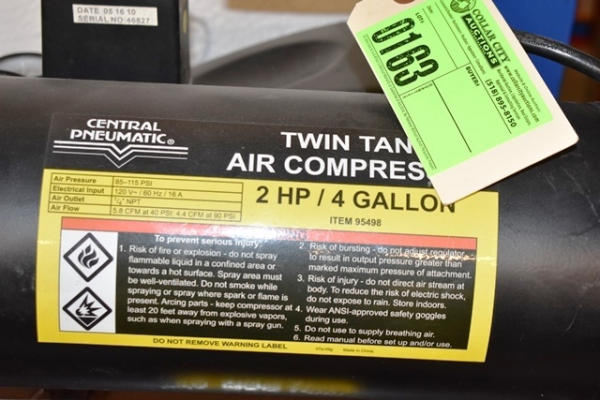 DATE 05 16 10
SERIAL NO 46827
LOT:
0163
COLLAR CITY
AUCTIONS
www.collarcityauctions.com
(518) 895-8150
BUYER:
CENTRAL
PNEUMATIC®
TWIN TAN
AIR COMPRES
2 HP / 4 GALLON
ITEM 95498
Air Pressure 85-115 PSI
Electrical Input 120 V~ / 60 Hz / 16 A
Air Outlet 1/4" NPT
Air Flow 5.8 CFM at 40 PSI: 4.4 CFM at 90 PSI
To prevent serious injury:
1. Risk of fire or explosion - do not spray
flammable liquid in a confined area or
towards a hot surface. Spray area must
be well-ventilated. Do not smoke while
spraying or spray where spark or flame is
present. Arcing parts - keep compressor at
least 20 feet away from explosive vapors,
such as when spraying with a spray gun.
2. Risk of bursting - do not adjust regulator
to result in output pressure greater than
marked maximum pressure of attachment.
3. Risk of injury - do not direct air stream at
body. To reduce the risk of electric shock,
do not expose to rain. Store indoors.
4. Wear ANSI-approved safety goggles
during use.
5. Do not use to supply breathing air.
6. Read manual before set up and/or use.
DO NOT REMOVE WARNING LABEL
Made in China